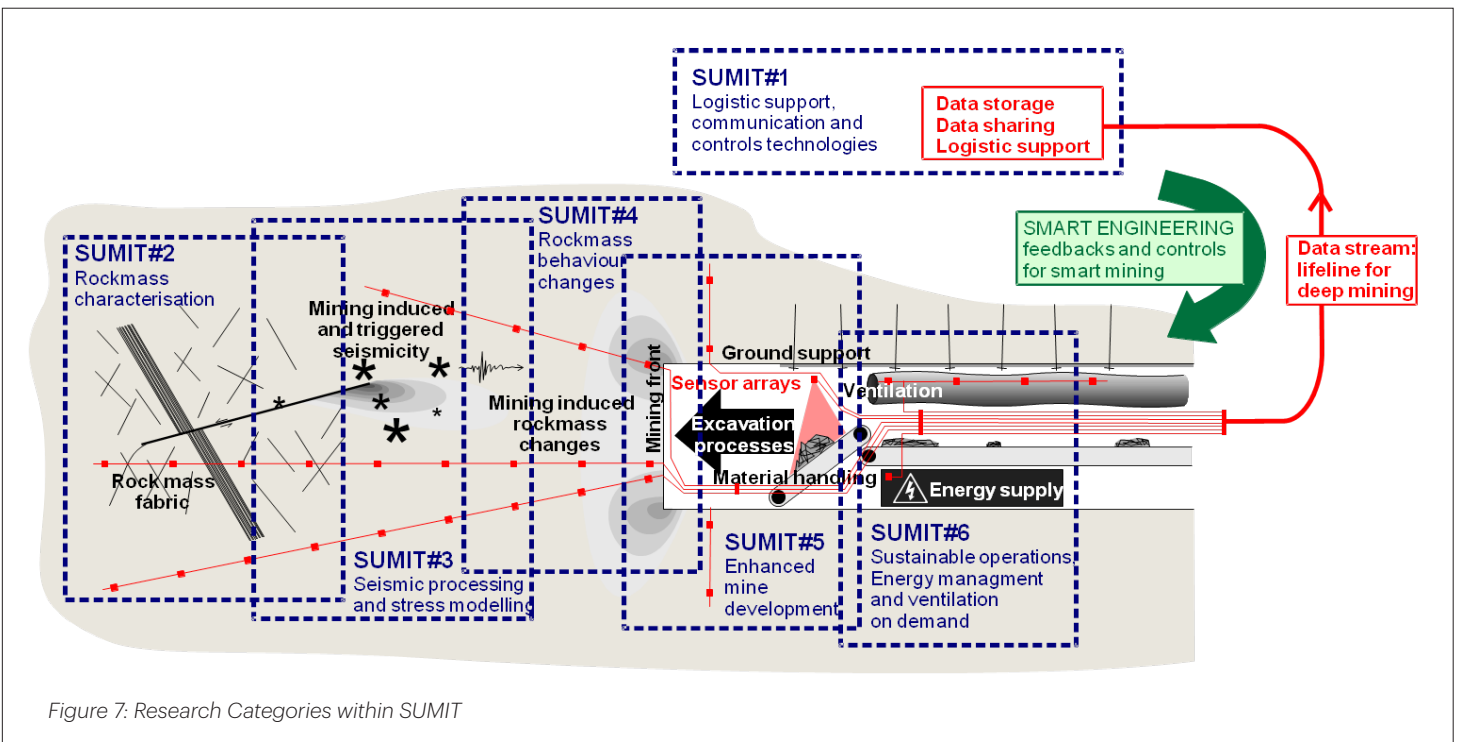 SUMIT#1
Logistic support,
communication and
controls technologies
Data storage
Data sharing
Logistic support
SMART ENGINEERING
feedbacks and controls
for smart mining
Data stream:
lifeline for
deep mining
SUMIT#2
Rockmass
characterisation
SUMIT#4
Rockmass
behaviour
changes
Mining induced
and triggered
seismicity
Mining induced
rockmass
changes
Rock mass
fabric
Mining front
Ground support
Sensor arrays
Ventilation
Excavation
processes
Material handling
Energy supply
SUMIT#3
Seismic processing
and stress modelling
SUMIT#5
Enhanced
mine
development
SUMIT#6
Sustainable operations,
Energy managment
and ventilation
on demand
Figure 7: Research Categories within SUMIT